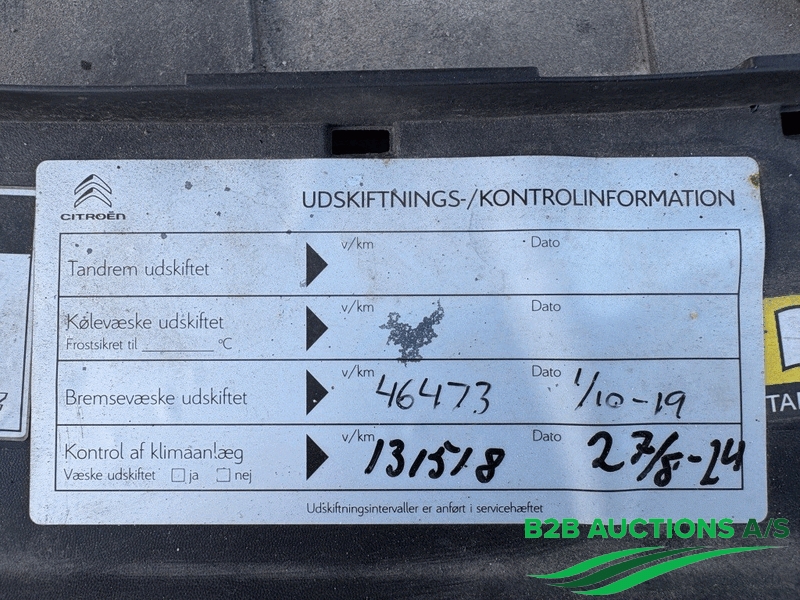 CITROËN
UDSKIFTNINGS-/KONTROLINFORMATION
Tandrem udskiftet v/km Dato
Kølevæske udskiftet v/km Dato
Frostsikret til ________ °C
Bremsevæske udskiftet v/km 46473 Dato 1/10-19
Kontrol af klimaanlæg v/km 131518 Dato 27/8-24
Væske udskiftet ja nej
Udskiftningsintervaller er anført i servicehæftet
TA
B2B AUCTIONS A/S